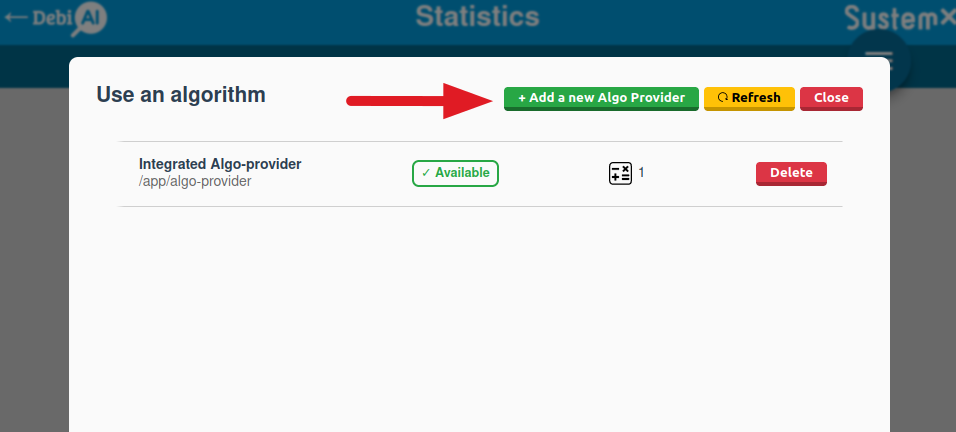 ← Debi AI
Statistics
SustemX
Use an algorithm
+ Add a new Algo Provider
Refresh
Close
Integrated Algo-provider
/app/algo-provider
✓ Available
1
Delete